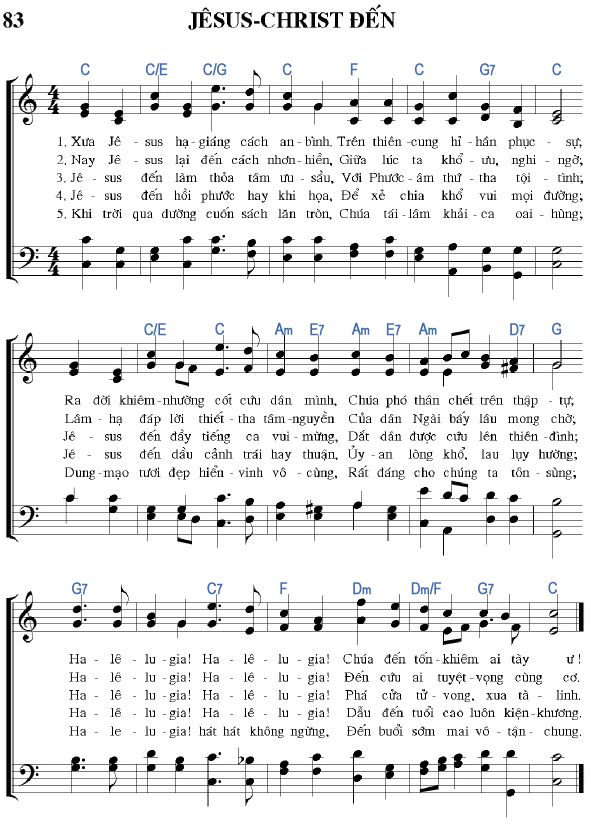 83 JÊSUS-CHRIST ĐẾN
C C/E C/G C F C G7 C
1. Xưa Jê - sus hạ-giáng cách an-bình. Trên thiên-cung hỉ-hân phục-sự;
2. Nay Jê - sus lại đến cách nhơn-hiền, Giữa lúc ta khổ-ưu, nghi-ngờ;
3. Jê - sus đến làm thỏa tâm ưu-sầu, Với Phước-âm thứ-tha tội-tình;
4. Jê - sus đến hồi phước hay khi họa, Để xẻ chia khổ vui mọi đường;
5. Khi trời qua dường cuốn sách lăn tròn, Chúa tái-lâm khải-ca oai-hùng;
C/E C Am E7 Am E7 Am D7 G
Ra đời khiêm-nhường cốt cứu dân mình, Chúa phó thân chết trên thập-tự,
Lâm-hạ đáp lời thiết-tha tâm-nguyền Của dân Ngài bấy lâu mong chờ;
Jê - sus đến đầy tiếng ca vui-mừng, Dắt dân được cứu lên thiên-đình;
Jê - sus đến dầu cảnh trái hay thuận, Ủy-an lòng khổ, lau lụy hường;
Dung-mạo tươi đẹp hiển-vinh vô-cùng, Rất đáng cho chúng ta tôn-sùng;
G7 C7 F Dm Dm/F G7 C
Ha-lê-lu-gia! Ha-lê-lu-gia! Chúa đến tốn-khiêm ai tày ư!
Ha-lê-lu-gia! Ha-lê-lu-gia! Đến cứu ai tuyệt-vọng cùng cơ.
Ha-lê-lu-gia! Ha-lê-lu-gia! Phá cửa tử-vong, xua tà-linh.
Ha-lê-lu-gia! Ha-lê-lu-gia! Dẫu đến tuổi cao luôn kiện-khương.
Ha-le-lu-gia! hát hát không ngừng, Đến buổi sớm mai vô-tận-chung.